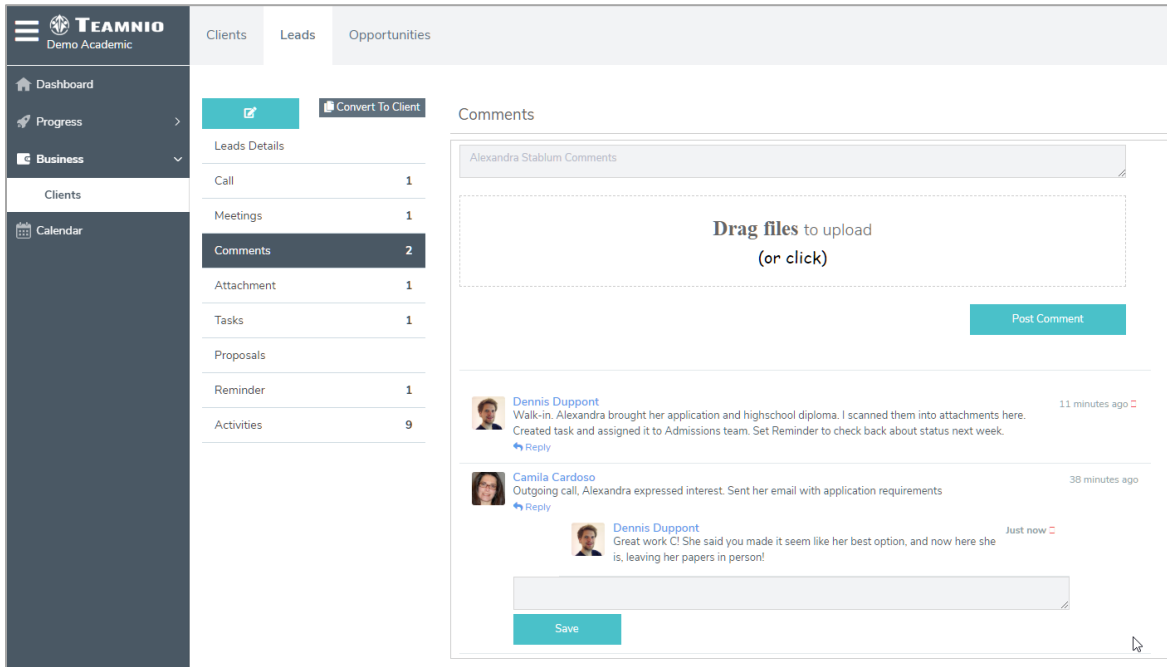 TEAMNIO
Demo Academic
Clients
Leads
Opportunities
Dashboard
Progress
Business
Clients
Calendar
Convert To Client
Leads Details
Call 1
Meetings 1
Comments 2
Attachment 1
Tasks 1
Proposals
Reminder 1
Activities 9
Comments
Alexandra Stablum Comments
Drag files to upload
(or click)
Post Comment
Dennis Duppont
11 minutes ago
Walk-in. Alexandra brought her application and highschool diploma. I scanned them into attachments here.
Created task and assigned it to Admissions team. Set Reminder to check back about status next week.
Reply
Camila Cardoso
38 minutes ago
Outgoing call, Alexandra expressed interest. Sent her email with application requirements
Reply
Dennis Duppont
Just now
Great work C! She said you made it seem like her best option, and now here she
is, leaving her papers in person!
Save